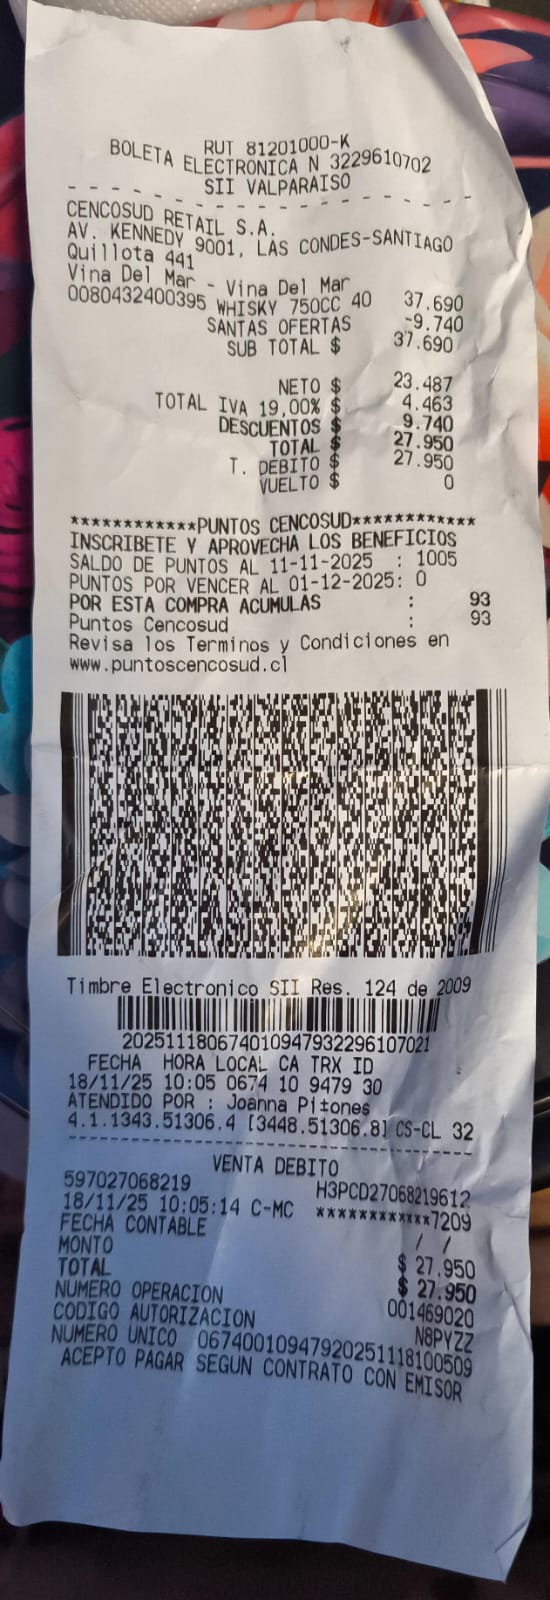 RUT 81201000-K
BOLETA ELECTRONICA N 3229610702
SII VALPARAISO
- - - - - - - - - - - - - - - - - - - - - -
CENCOSUD RETAIL S.A.
AV. KENNEDY 9001, LAS CONDES-SANTIAGO
Quillota 441
Vina Del Mar - Vina Del Mar
0080432400395 WHISKY 750CC 40 37.690
SANTAS OFERTAS -9.740
SUB TOTAL $ 37.690
NETO $ 23.487
TOTAL IVA 19,00% $ 4.463
DESCUENTOS $ 9.740
TOTAL $ 27.950
T. DEBITO $ 27.950
VUELTO $ 0
************PUNTOS CENCOSUD************
INSCRIBETE Y APROVECHA LOS BENEFICIOS
SALDO DE PUNTOS AL 11-11-2025 : 1005
PUNTOS POR VENCER AL 01-12-2025: 0
POR ESTA COMPRA ACUMULAS : 93
Puntos Cencosud : 93
Revisa los Terminos y Condiciones en
www.puntoscencosud.cl
Timbre Electronico SII Res. 124 de 2009
2025111806740109479322961070​21
FECHA HORA LOCAL CA TRX ID
18/11/25 10:05 0674 10 9479 30
ATENDIDO POR : Joanna Pitones
4.1.1343.51306.4 [3448.51306.8] CS-CL 32
----------------------------------------
VENTA DEBITO
597027068219 H3PCD27068219612
18/11/25 10:05:14 C-MC ************7209
FECHA CONTABLE / /
MONTO $ 27.950
TOTAL $ 27.950
NUMERO OPERACION 001469020
CODIGO AUTORIZACION N8PYZZ
NUMERO UNICO 06740010947920251118100509
ACEPTO PAGAR SEGUN CONTRATO CON EMISOR